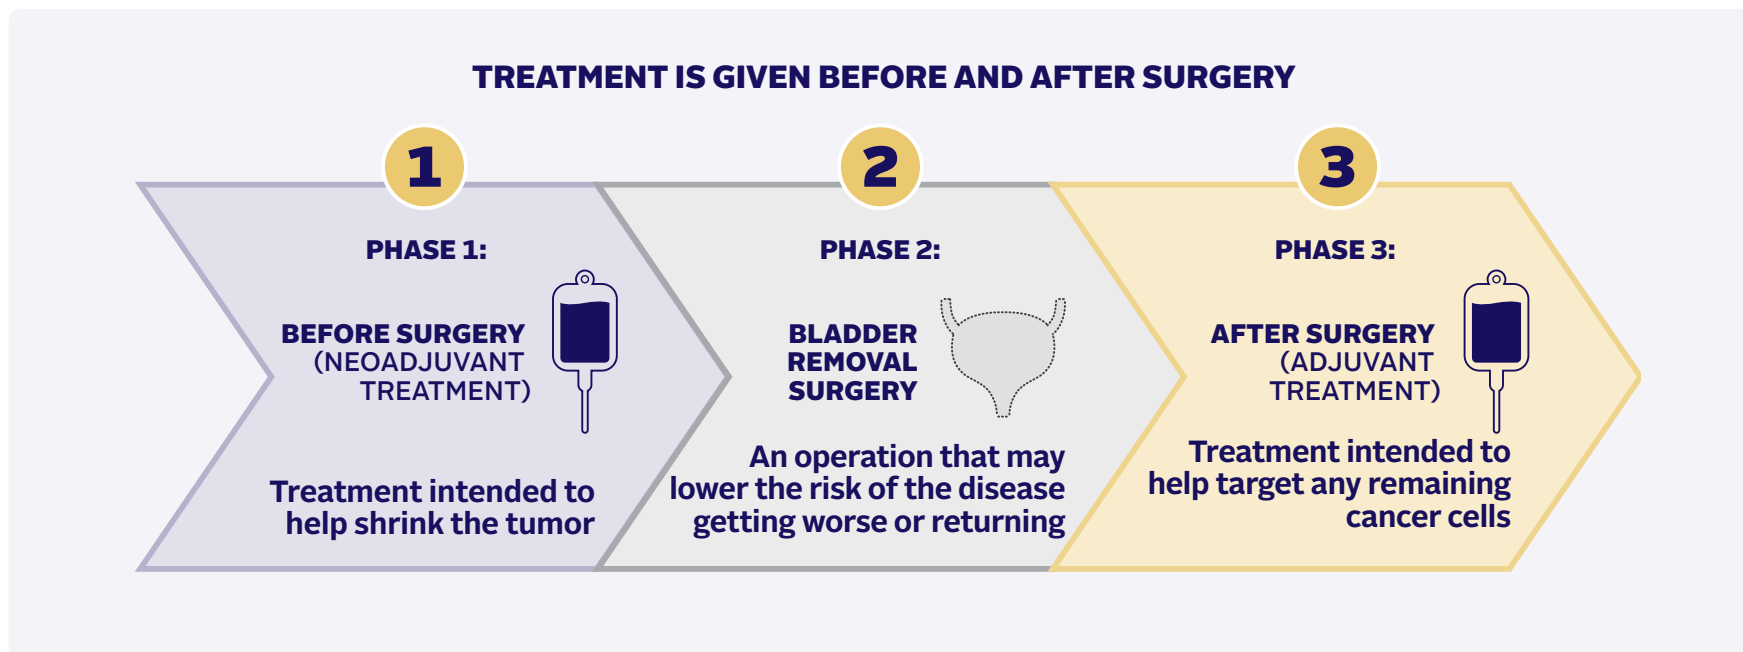 TREATMENT IS GIVEN BEFORE AND AFTER SURGERY
1
PHASE 1:
BEFORE SURGERY
(NEOADJUVANT
TREATMENT)
Treatment intended to
help shrink the tumor
2
PHASE 2:
BLADDER
REMOVAL
SURGERY
An operation that may
lower the risk of the disease
getting worse or returning
3
PHASE 3:
AFTER SURGERY
(ADJUVANT
TREATMENT)
Treatment intended to
help target any remaining
cancer cells